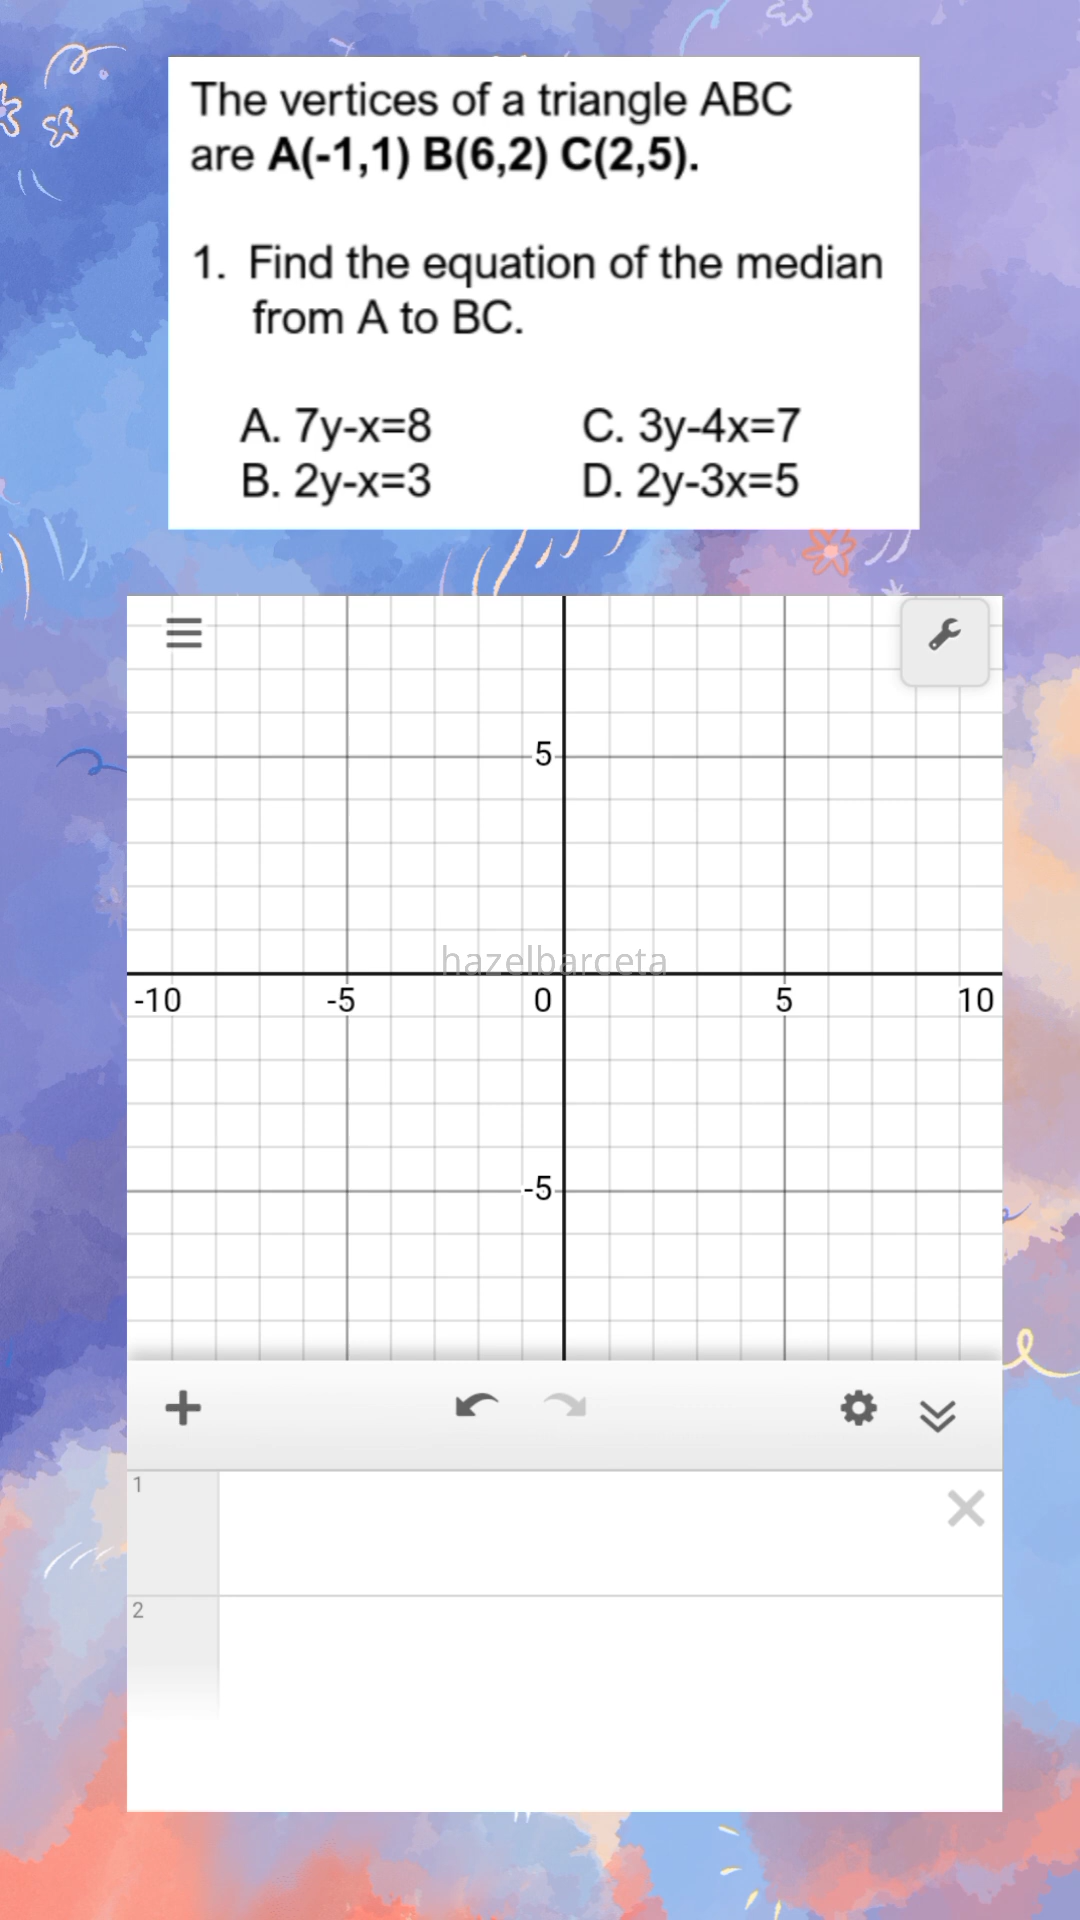 The vertices of a triangle ABC
are A(-1,1) B(6,2) C(2,5).
1. Find the equation of the median
from A to BC.
A. 7y-x=8 C. 3y-4x=7
B. 2y-x=3 D. 2y-3x=5
5
hazelbarceta
-10 -5 0 5 10
-5
1
2